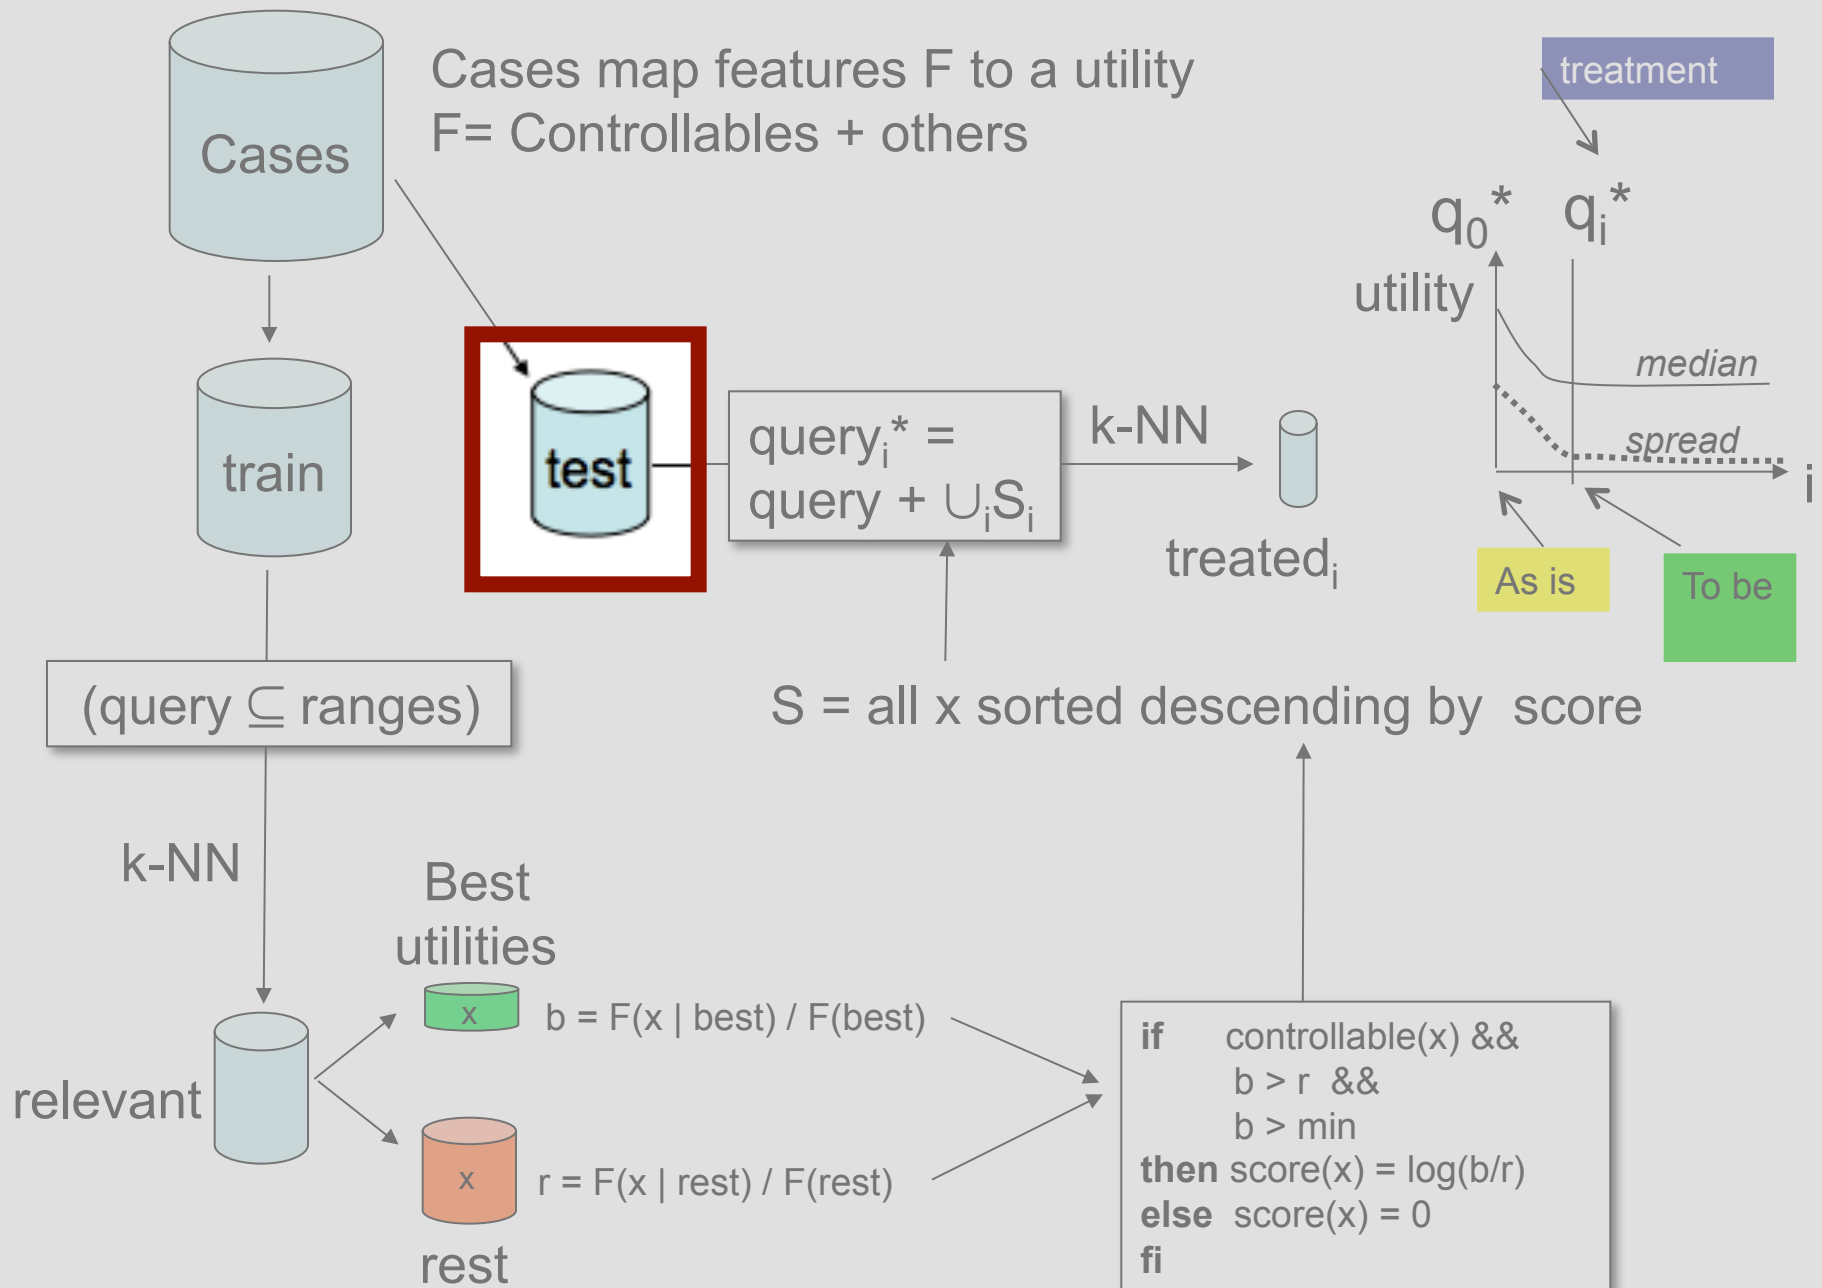 Cases map features F to a utility
F= Controllables + others
Cases
treatment
q₀* qᵢ*
utility
median
spread
i
As is
To be
train
test
queryᵢ* =
query + ∪ᵢSᵢ
k-NN
treatedᵢ
(query ⊆ ranges)
S = all x sorted descending by score
k-NN
Best
utilities
x
b = F(x | best) / F(best)
relevant
x
r = F(x | rest) / F(rest)
rest
if controllable(x) &&
b > r &&
b > min
then score(x) = log(b/r)
else score(x) = 0
fi